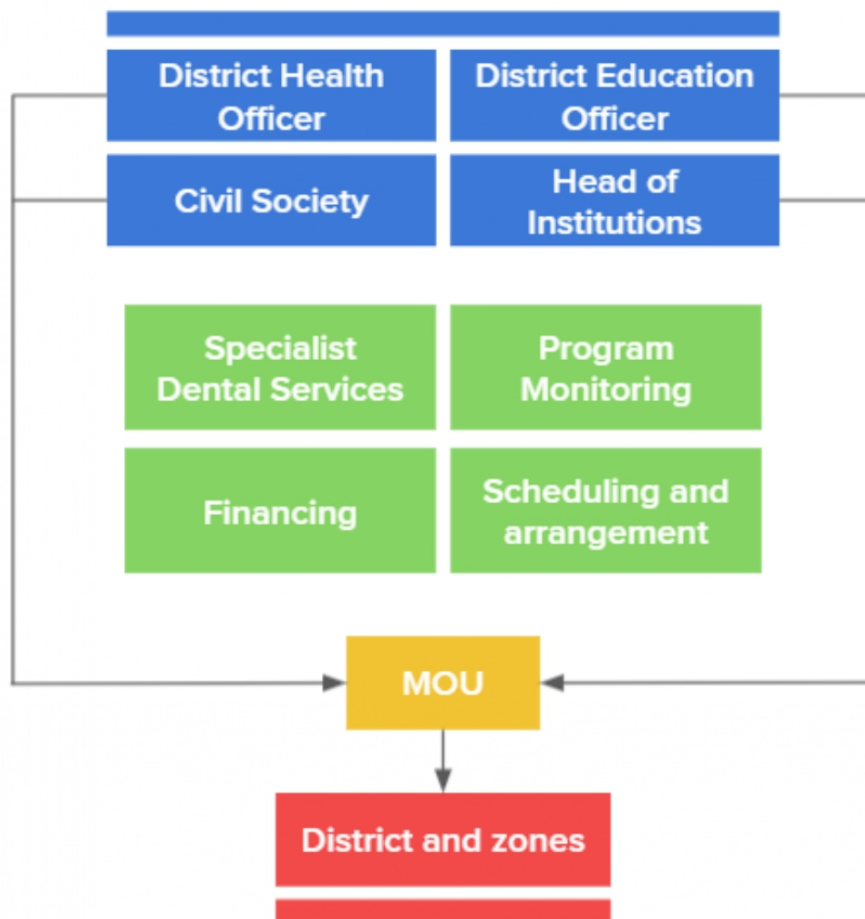 District Health
Officer
District Education
Officer
Civil Society
Head of
Institutions
Specialist
Dental Services
Program
Monitoring
Financing
Scheduling and
arrangement
MOU
District and zones